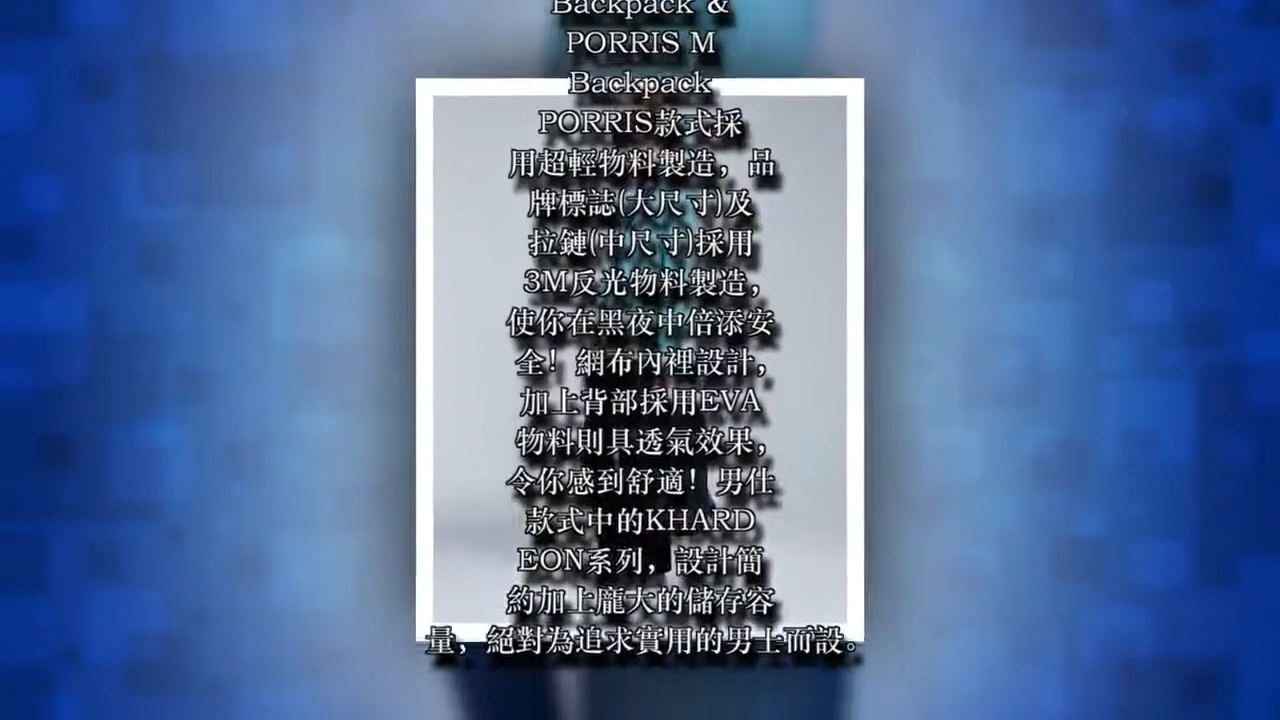 Backpack &
PORRIS M
Backpack
PORRIS款式採
用超輕物料製造，品
牌標誌(大尺寸)及
拉鏈(中尺寸)採用
3M反光物料製造，
使你在黑夜中倍添安
全！網布內裡設計，
加上背部採用EVA
物料則具透氣效果，
令你感到舒適！男仕
款式中的KHARD
EON系列，設計簡
約加上龐大的儲存容
量，絕對為追求實用的男士而設。